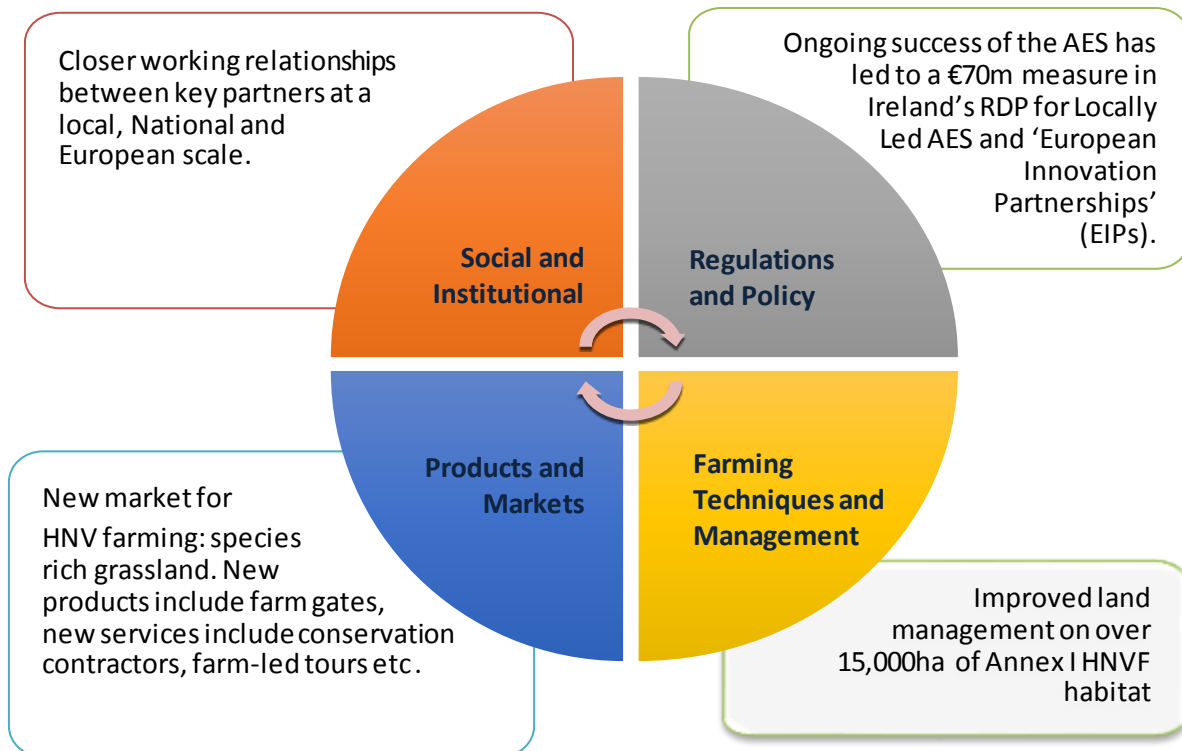 Closer working relationships
between key partners at a
local, National and
European scale.
Ongoing success of the AES has
led to a €70m measure in
Ireland’s RDP for Locally
Led AES and ‘European
Innovation
Partnerships’
(EIPs).
Social and
Institutional
Regulations
and Policy
Products and
Markets
Farming
Techniques and
Management
New market for
HNV farming: species
rich grassland. New
products include farm gates,
new services include conservation
contractors, farm-led tours etc .
Improved land
management on over
15,000ha of Annex I HNVF
habitat